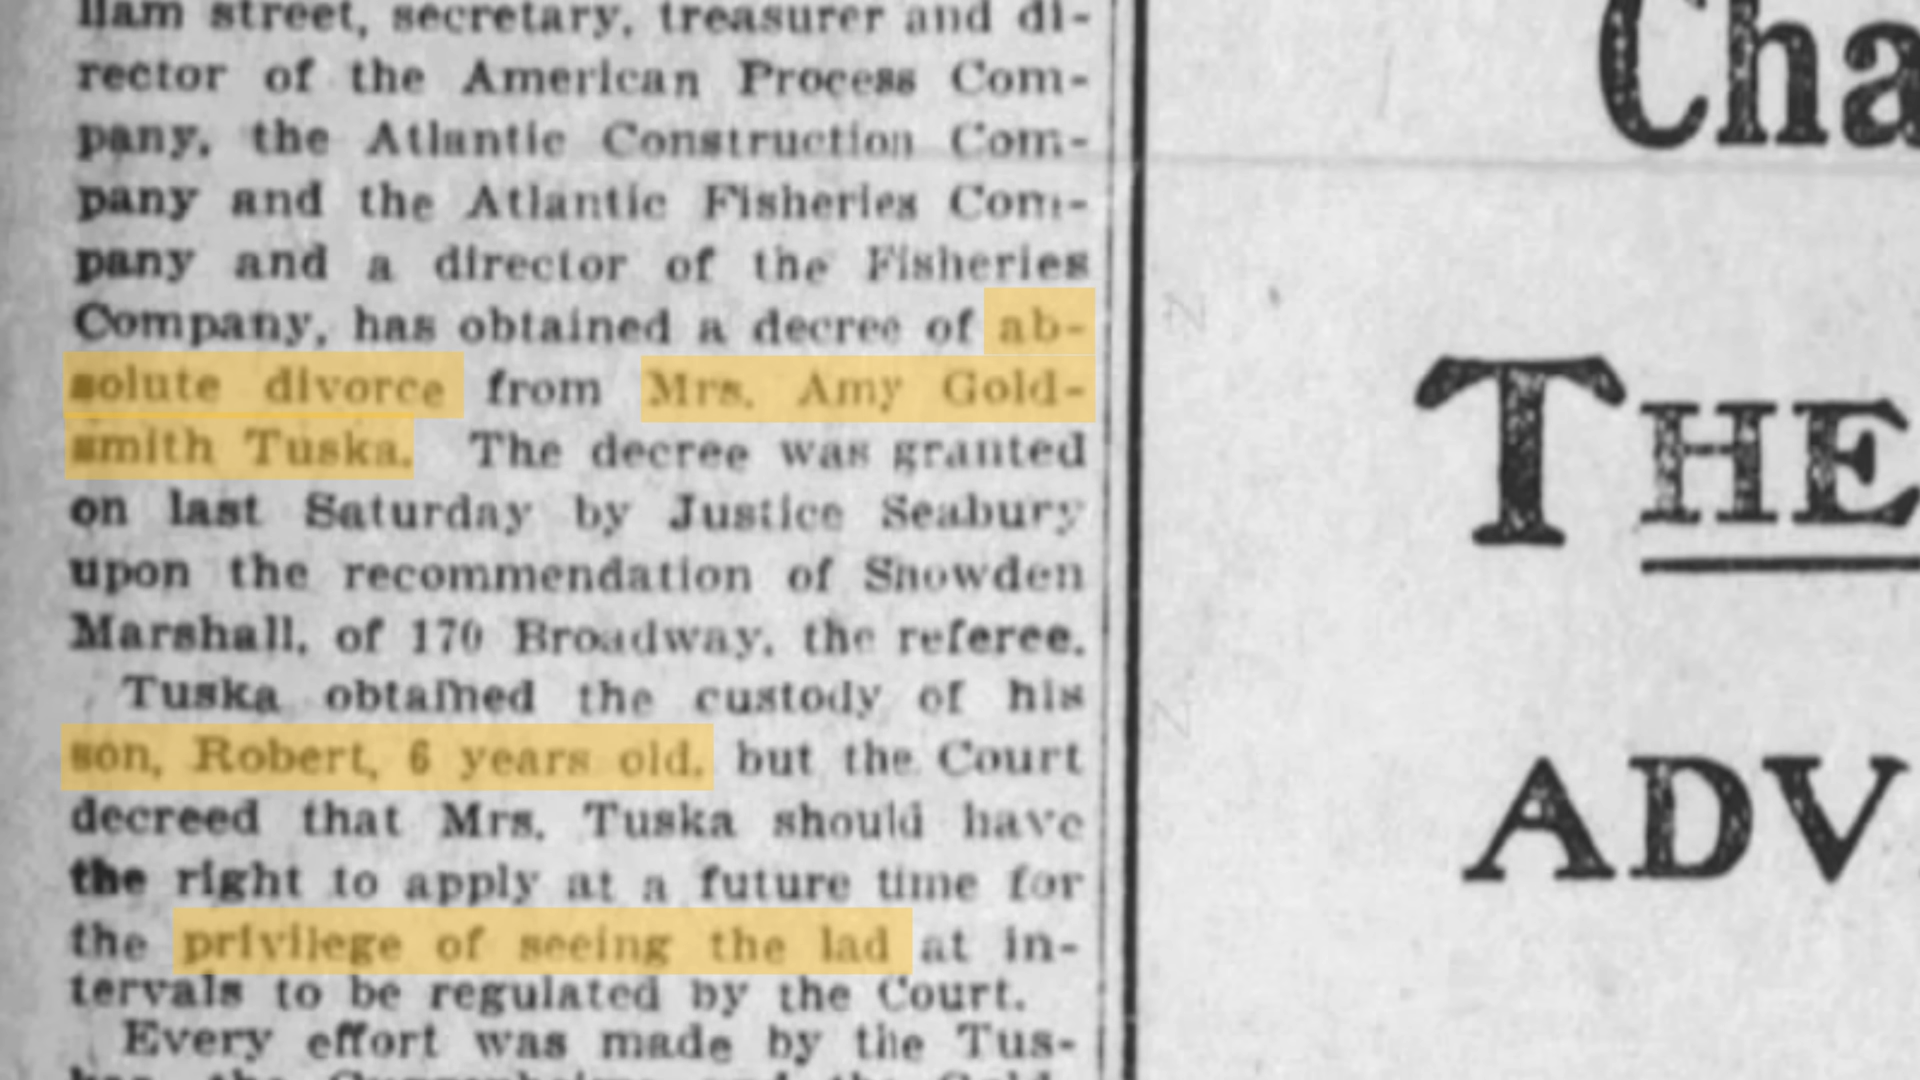 liam street, secretary, treasurer and di-
rector of the American Process Com-
pany, the Atlantic Construction Com-
pany and the Atlantic Fisheries Com-
pany and a director of the Fisheries
Company, has obtained a decree of ab-
solute divorce from Mrs. Amy Gold-
smith Tuska. The decree was granted
on last Saturday by Justice Seabury
upon the recommendation of Snowden
Marshall, of 170 Broadway, the referee.
Tuska obtained the custody of his
son, Robert, 6 years old, but the Court
decreed that Mrs. Tuska should have
the right to apply at a future time for
the privilege of seeing the lad at in-
tervals to be regulated by the Court.
Every effort was made by the Tus-
Cha
THE
ADV